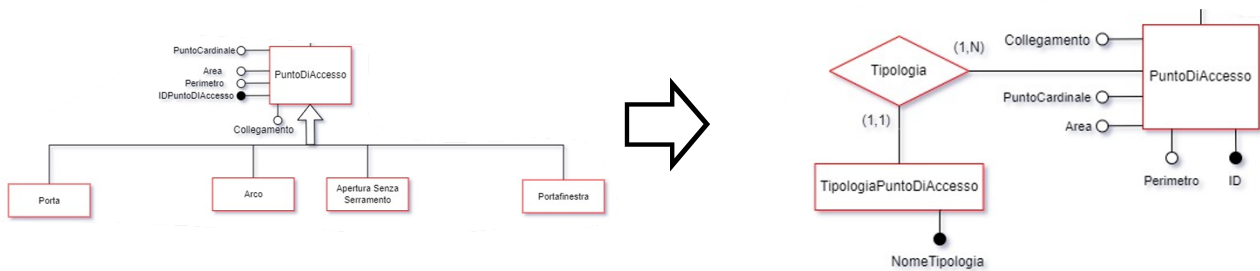 PuntoCardinale
Area
Perimetro
IDPuntoDIAccesso
PuntoDiAccesso
Collegamento
Porta
Arco
Apertura Senza
Serramento
Portafinestra
Collegamento
(1,N)
Tipologia
PuntoDiAccesso
PuntoCardinale
(1,1)
Area
TipologiaPuntoDiAccesso
Perimetro
ID
NomeTipologia